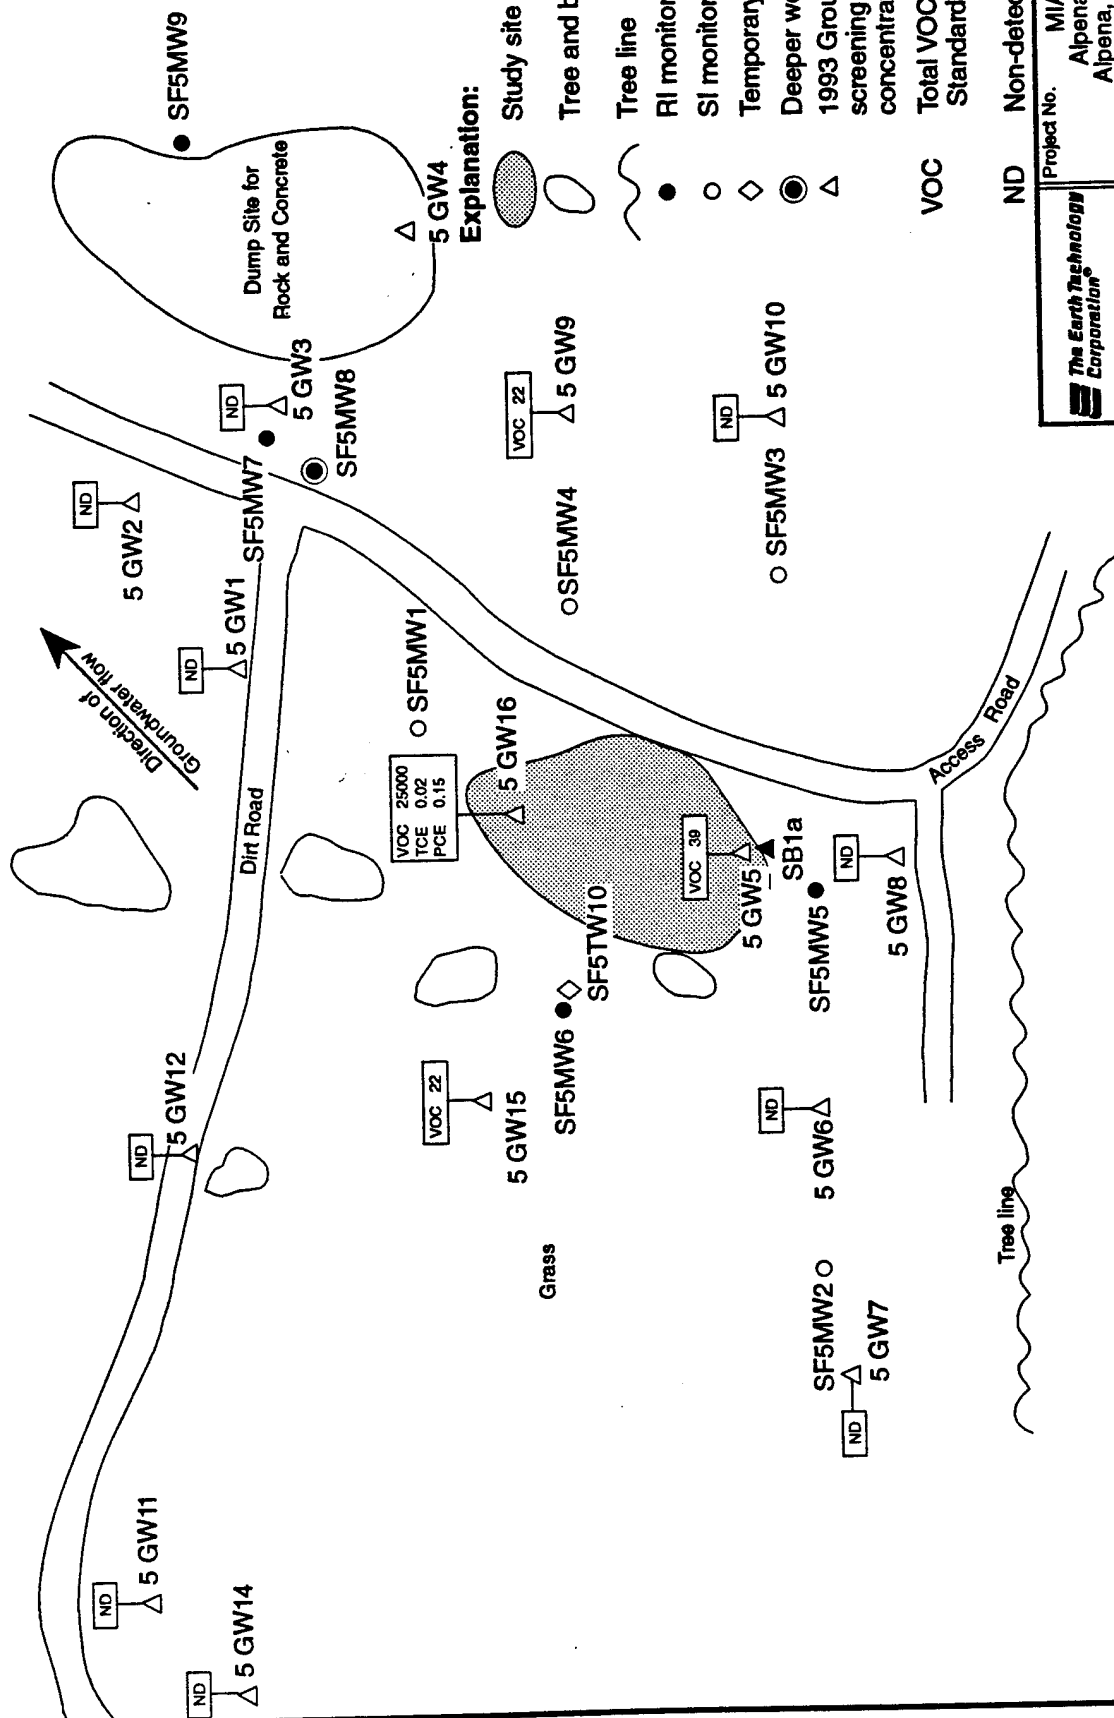 SF5MW9
Dump Site for
Rock and Concrete
5 GW4
ND
5 GW3
SF5MW7
SF5MW8
ND
5 GW2
ND
5 GW1
Direction of
Groundwater flow
Dirt Road
SF5MW1
VOC 25000
TCE 0.02
PCE 0.15
5 GW16
VOC 22
5 GW9
SF5MW4
ND
5 GW10
SF5MW3
VOC 39
5 GW5
SB1a
SF5MW5
ND
5 GW8
Access Road
SF5TW10
SF5MW6
VOC 22
5 GW15
ND
5 GW12
ND
5 GW6
Grass
SF5MW2
ND
5 GW7
Tree line
ND
5 GW11
ND
5 GW14
Explanation:
Study site
Tree and b
Tree line
RI monitor
SI monitor
Temporary
Deeper we
1993 Grou
screening
concentra
VOC Total VOC
Standard
ND Non-detec
The Earth Technology
Corporation®
Project No.
MIA
Alpena
Alpena,